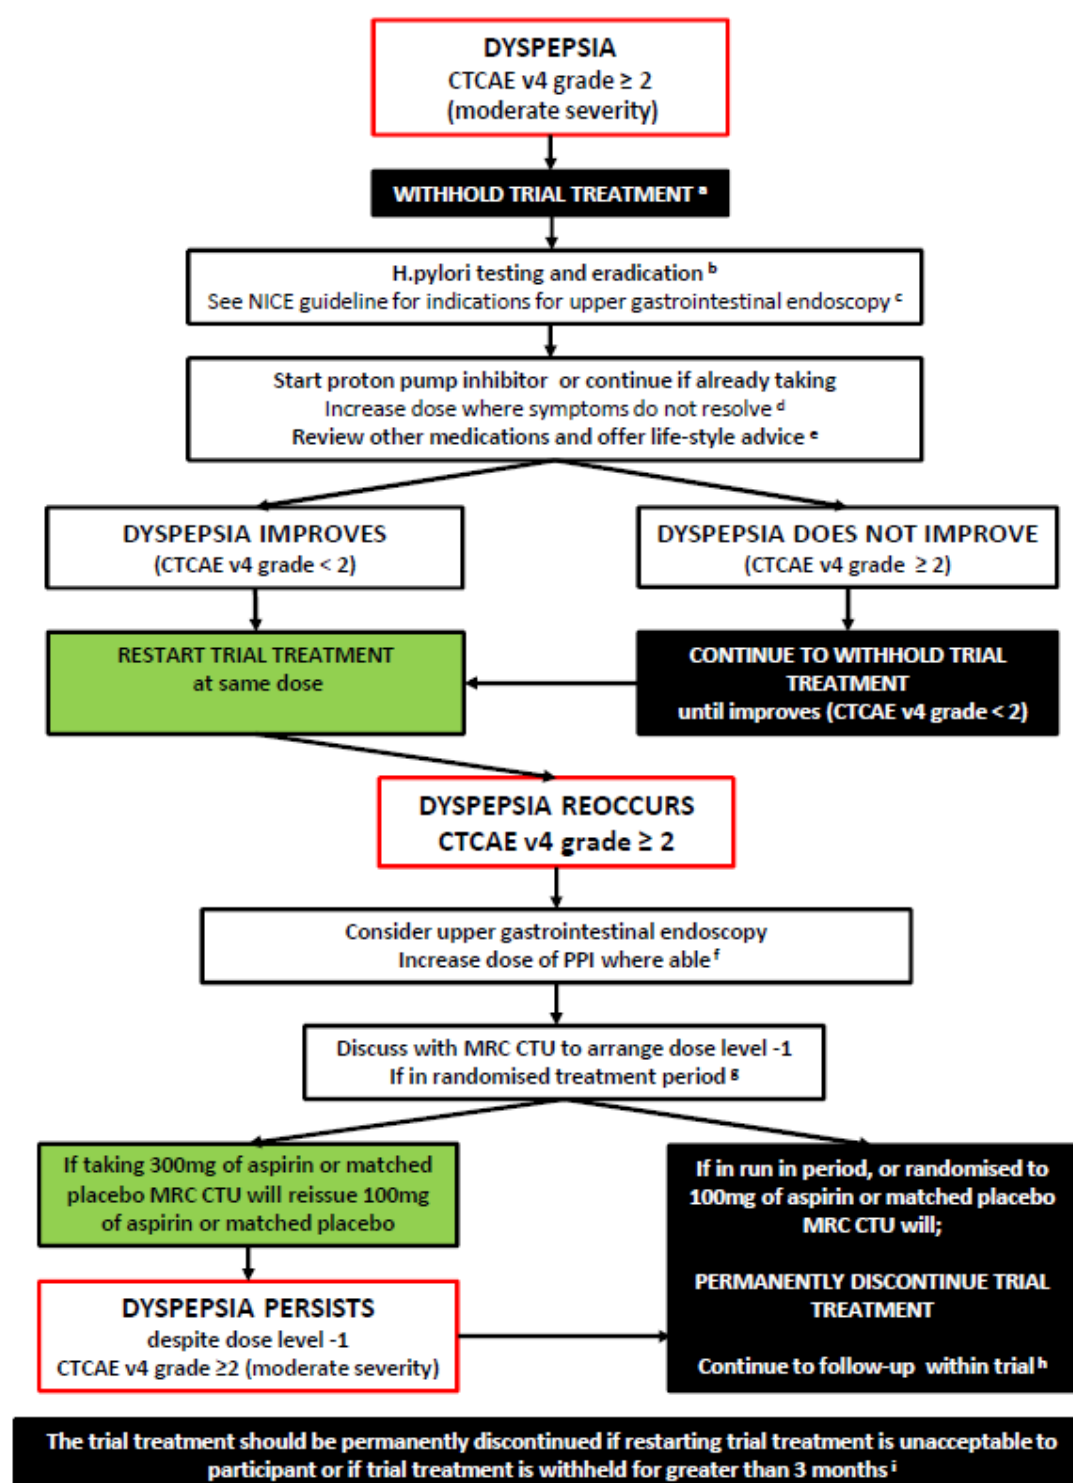 DYSPEPSIA
CTCAE v4 grade ≥ 2
(moderate severity)
WITHHOLD TRIAL TREATMENT ᵃ
H.pylori testing and eradication ᵇ
See NICE guideline for indications for upper gastrointestinal endoscopy ᶜ
Start proton pump inhibitor or continue if already taking
Increase dose where symptoms do not resolve ᵈ
Review other medications and offer life-style advice ᵉ
DYSPEPSIA IMPROVES
(CTCAE v4 grade < 2)
DYSPEPSIA DOES NOT IMPROVE
(CTCAE v4 grade ≥ 2)
RESTART TRIAL TREATMENT
at same dose
CONTINUE TO WITHHOLD TRIAL
TREATMENT
until improves (CTCAE v4 grade < 2)
DYSPEPSIA REOCCURS
CTCAE v4 grade ≥ 2
Consider upper gastrointestinal endoscopy
Increase dose of PPI where able ᶠ
Discuss with MRC CTU to arrange dose level -1
If in randomised treatment period ᵍ
If taking 300mg of aspirin or matched
placebo MRC CTU will reissue 100mg
of aspirin or matched placebo
If in run in period, or randomised to
100mg of aspirin or matched placebo
MRC CTU will;
PERMANENTLY DISCONTINUE TRIAL
TREATMENT
Continue to follow-up within trial ʰ
DYSPEPSIA PERSISTS
despite dose level -1
CTCAE v4 grade ≥2 (moderate severity)
The trial treatment should be permanently discontinued if restarting trial treatment is unacceptable to
participant or if trial treatment is withheld for greater than 3 months ⁱ